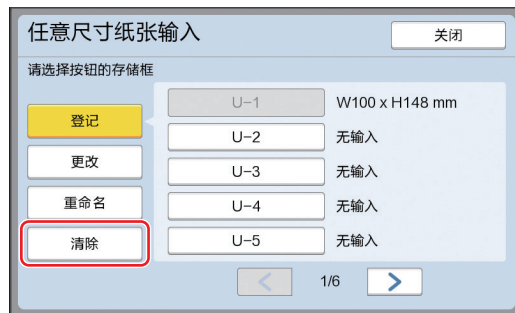 任意尺寸纸张输入
关闭
请选择按钮的存储框
登记
更改
重命名
清除
U-1 W100 x H148 mm
U-2 无输入
U-3 无输入
U-4 无输入
U-5 无输入
1/6